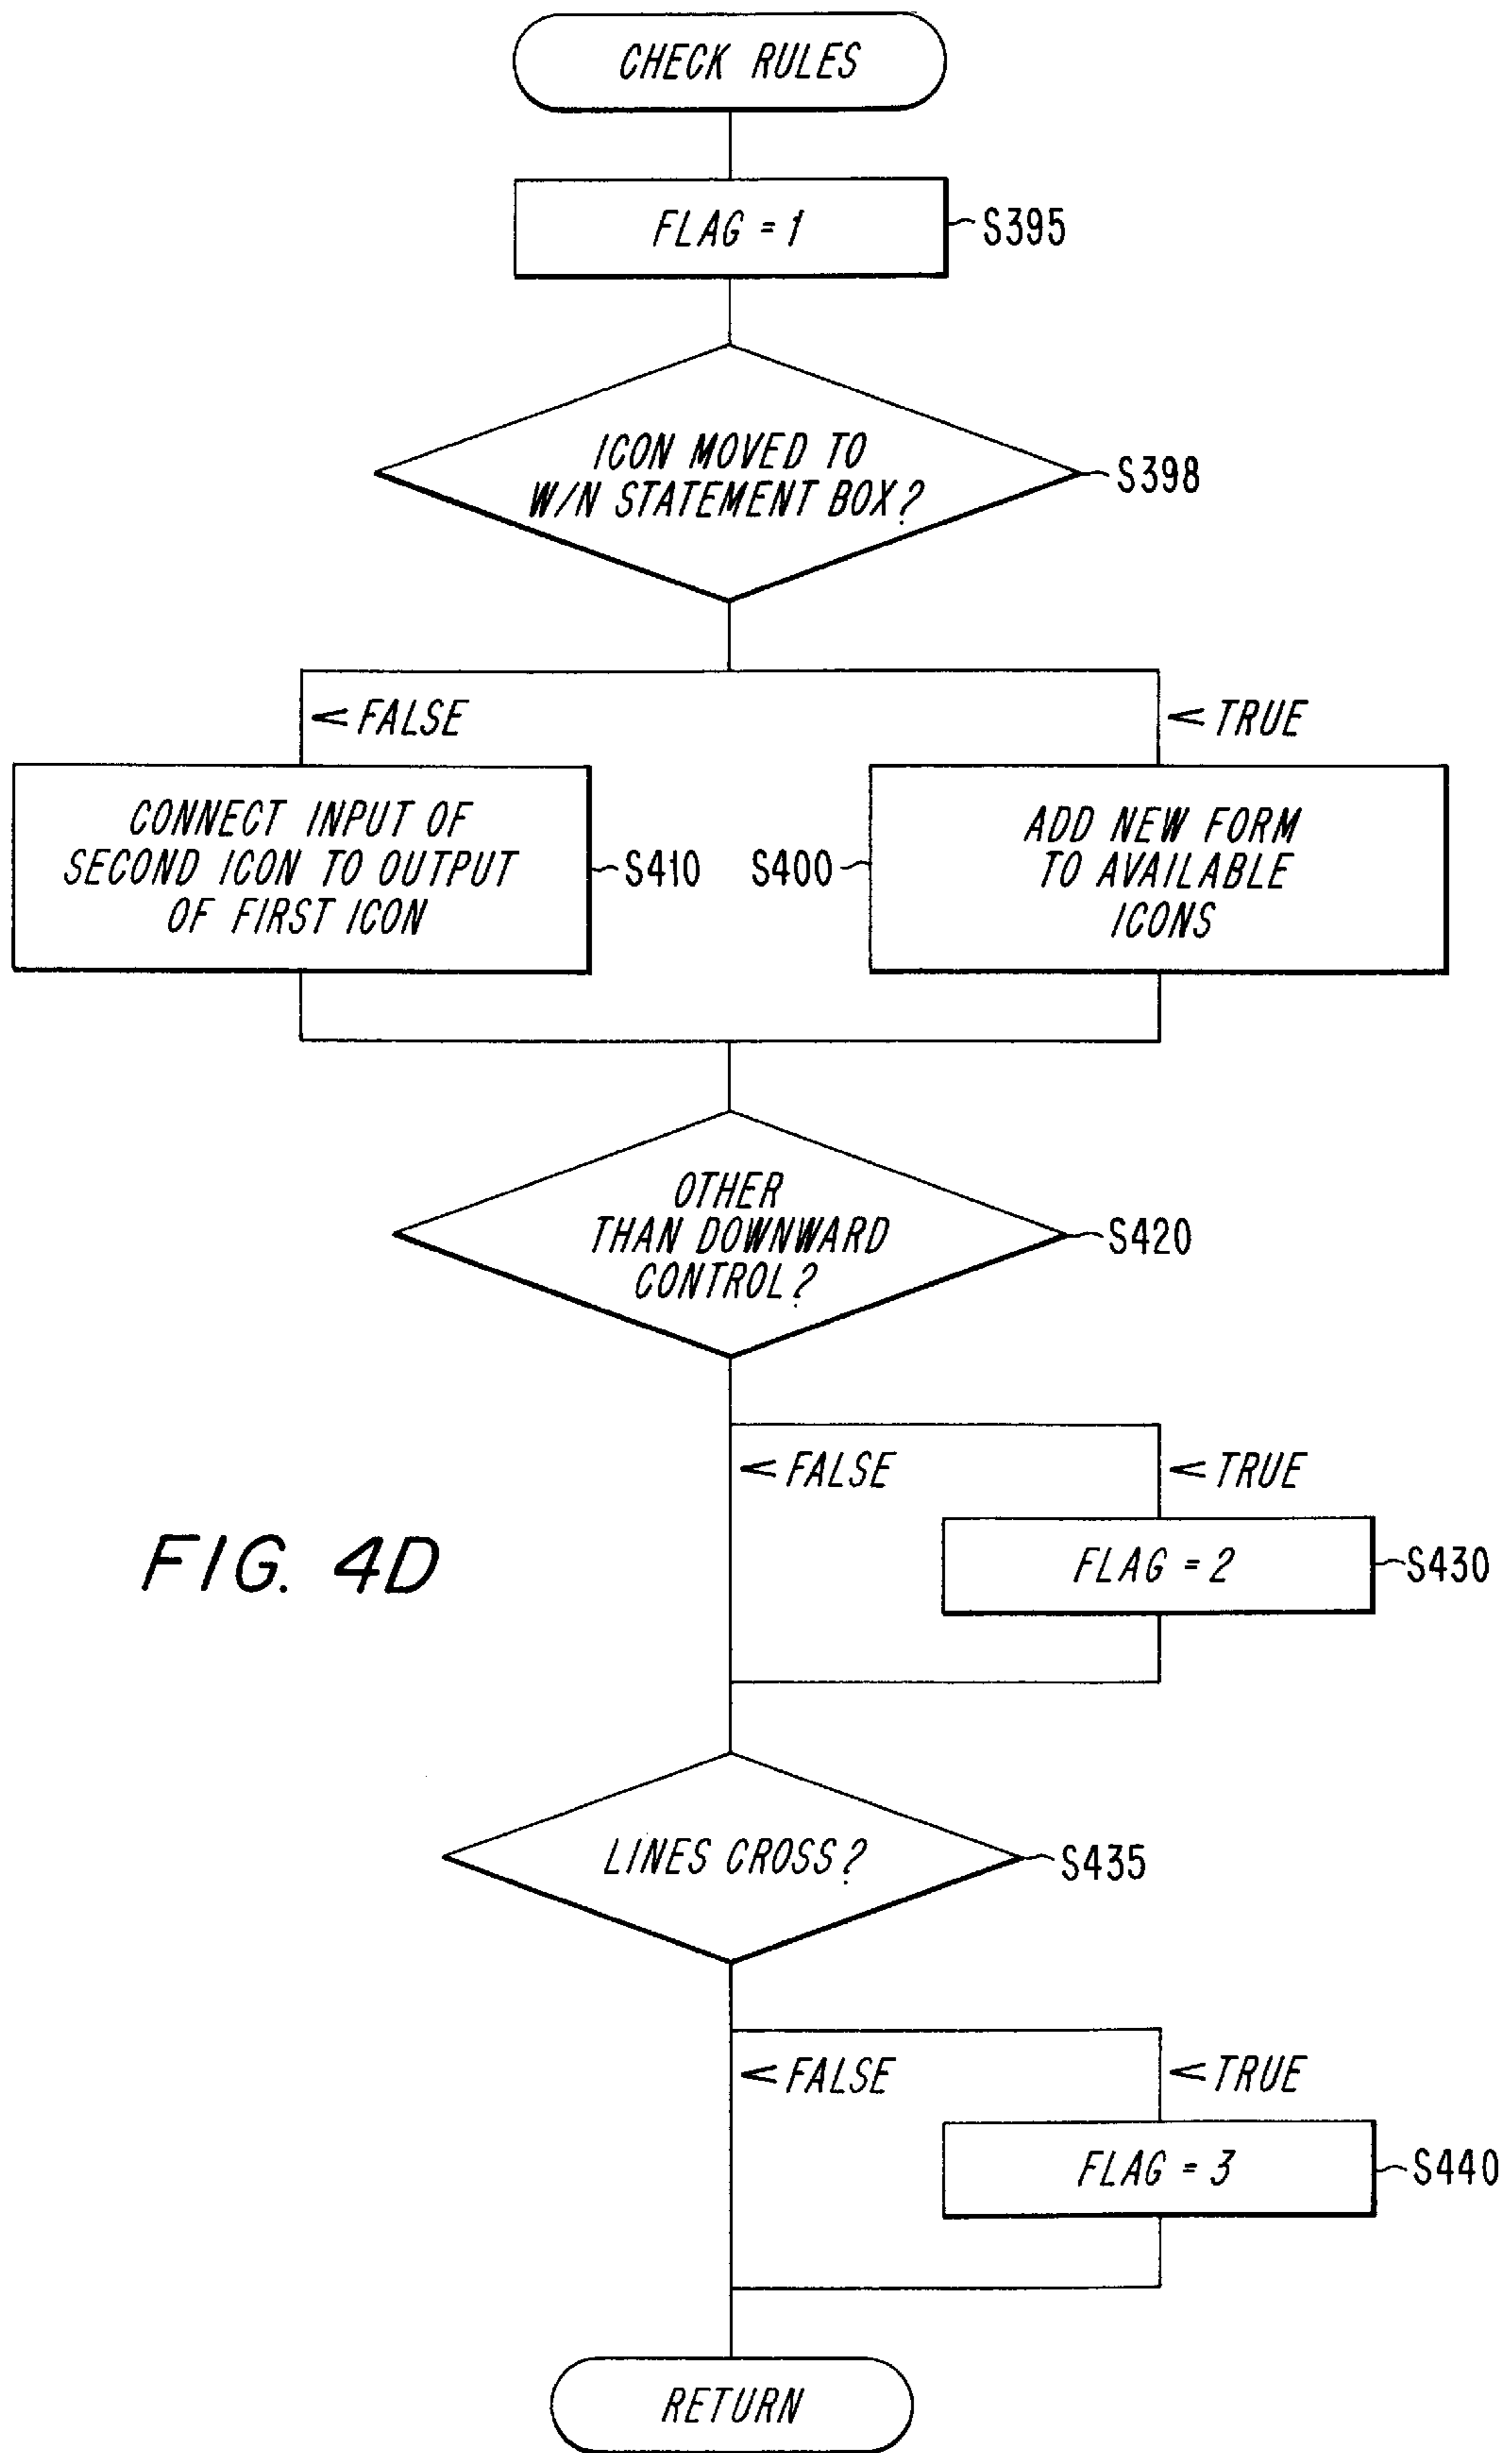 CHECK RULES
FLAG = 1
S395
ICON MOVED TO
W/N STATEMENT BOX?
S398
< FALSE
< TRUE
CONNECT INPUT OF
SECOND ICON TO OUTPUT
OF FIRST ICON
S410
S400
ADD NEW FORM
TO AVAILABLE
ICONS
OTHER
THAN DOWNWARD
CONTROL?
S420
< FALSE
< TRUE
FIG. 4D
FLAG = 2
S430
LINES CROSS?
S435
< FALSE
< TRUE
FLAG = 3
S440
RETURN